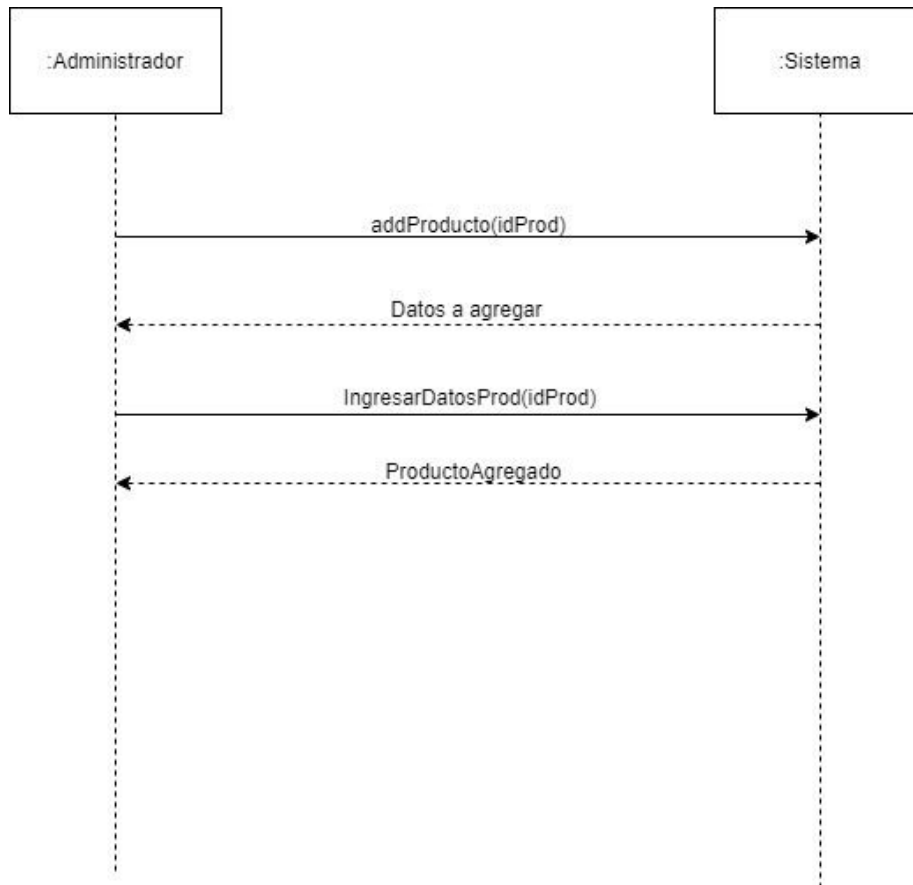 :Administrador
:Sistema
addProducto(idProd)
Datos a agregar
IngresarDatosProd(idProd)
ProductoAgregado